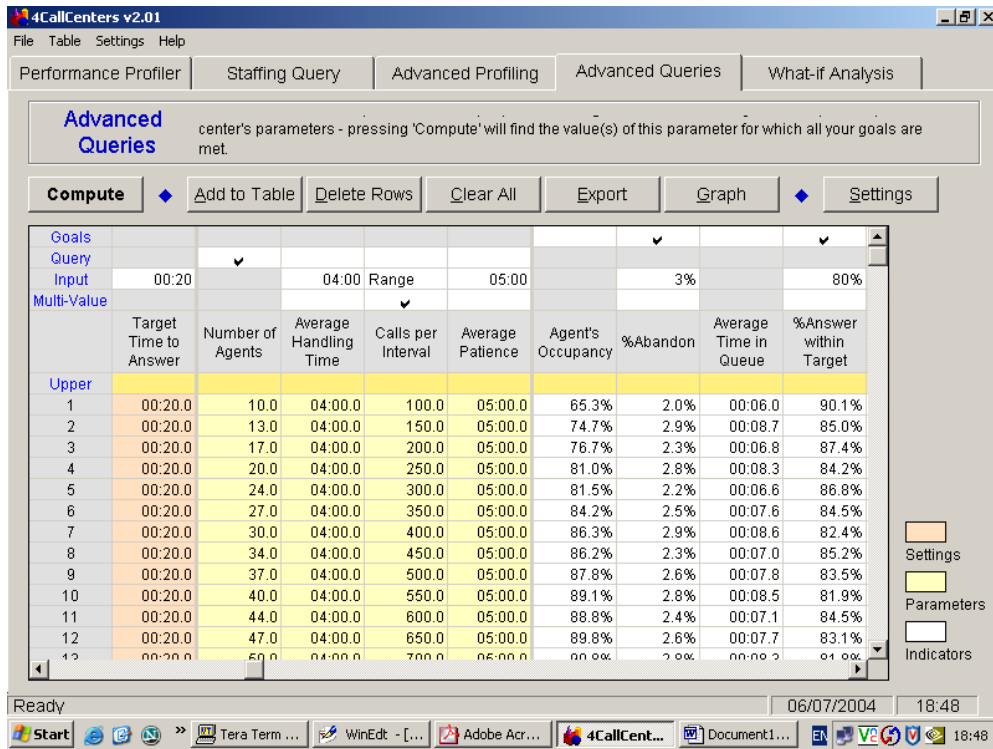 4CallCenters v2.01
File Table Settings Help
Performance Profiler Staffing Query Advanced Profiling Advanced Queries What-if Analysis
Advanced Queries
center's parameters - pressing 'Compute' will find the value(s) of this parameter for which all your goals are
met.
Compute Add to Table Delete Rows Clear All Export Graph Settings
Goals
Query
Input 00:20 04:00 Range 05:00 3% 80%
Multi-Value
Target Time to Answer Number of Agents Average Handling Time Calls per Interval Average Patience Agent's Occupancy %Abandon Average Time in Queue %Answer within Target
Upper
1 00:20.0 10.0 04:00.0 100.0 05:00.0 65.3% 2.0% 00:06.0 90.1%
2 00:20.0 13.0 04:00.0 150.0 05:00.0 74.7% 2.9% 00:08.7 85.0%
3 00:20.0 17.0 04:00.0 200.0 05:00.0 76.7% 2.3% 00:06.8 87.4%
4 00:20.0 20.0 04:00.0 250.0 05:00.0 81.0% 2.8% 00:08.3 84.2%
5 00:20.0 24.0 04:00.0 300.0 05:00.0 81.5% 2.2% 00:06.6 86.8%
6 00:20.0 27.0 04:00.0 350.0 05:00.0 84.2% 2.5% 00:07.6 84.5%
7 00:20.0 30.0 04:00.0 400.0 05:00.0 86.3% 2.9% 00:08.6 82.4%
8 00:20.0 34.0 04:00.0 450.0 05:00.0 86.2% 2.3% 00:07.0 85.2%
9 00:20.0 37.0 04:00.0 500.0 05:00.0 87.8% 2.6% 00:07.8 83.5%
10 00:20.0 40.0 04:00.0 550.0 05:00.0 89.1% 2.8% 00:08.5 81.9%
11 00:20.0 44.0 04:00.0 600.0 05:00.0 88.8% 2.4% 00:07.1 84.5%
12 00:20.0 47.0 04:00.0 650.0 05:00.0 89.8% 2.6% 00:07.7 83.1%
Settings
Parameters
Indicators
Ready 06/07/2004 18:48
Start » Tera Term ... WinEdt - [... Adobe Acr... 4CallCent... Document1... EN 18:48